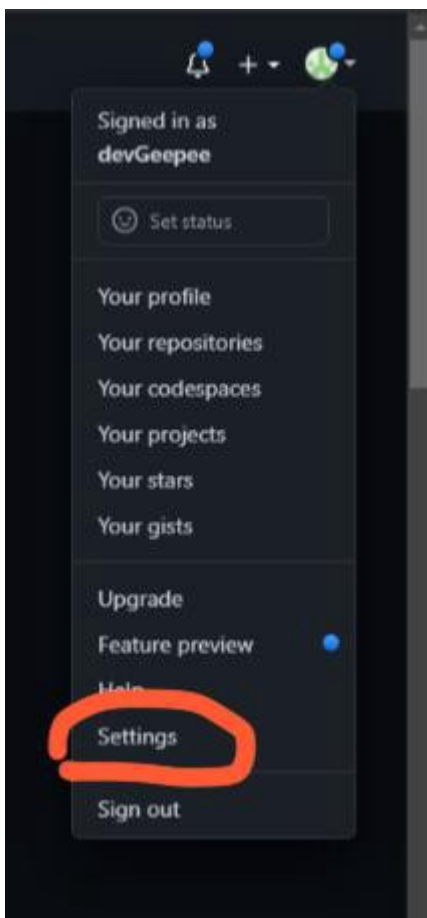 Signed in as
devGeepee
Set status
Your profile
Your repositories
Your codespaces
Your projects
Your stars
Your gists
Upgrade
Feature preview
Help
Settings
Sign out